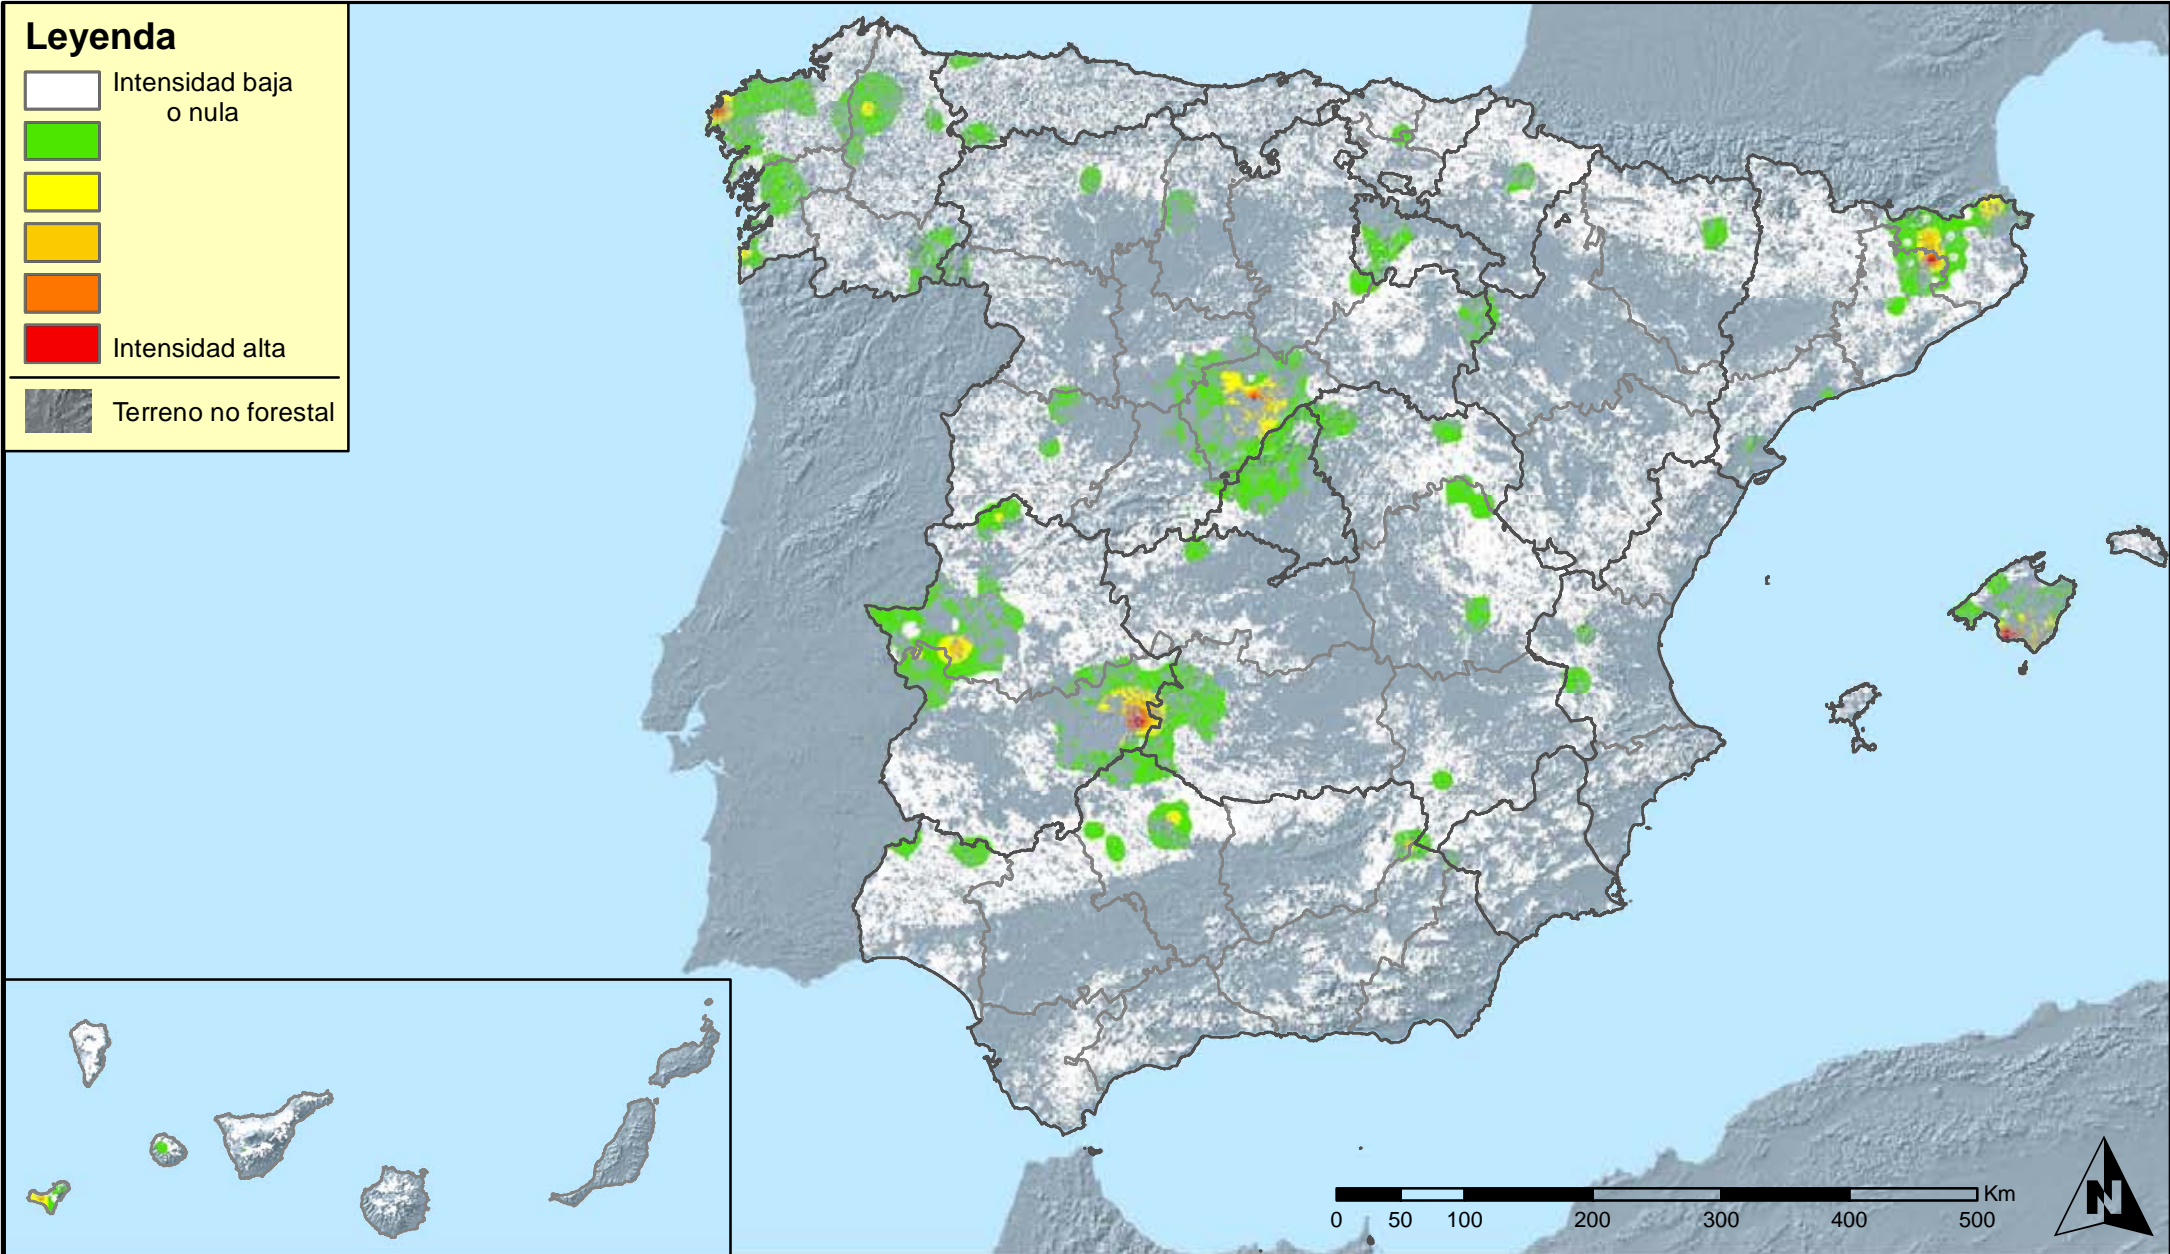 Leyenda
Intensidad baja
o nula
Intensidad alta
Terreno no forestal
Km
0 50 100 200 300 400 500
N